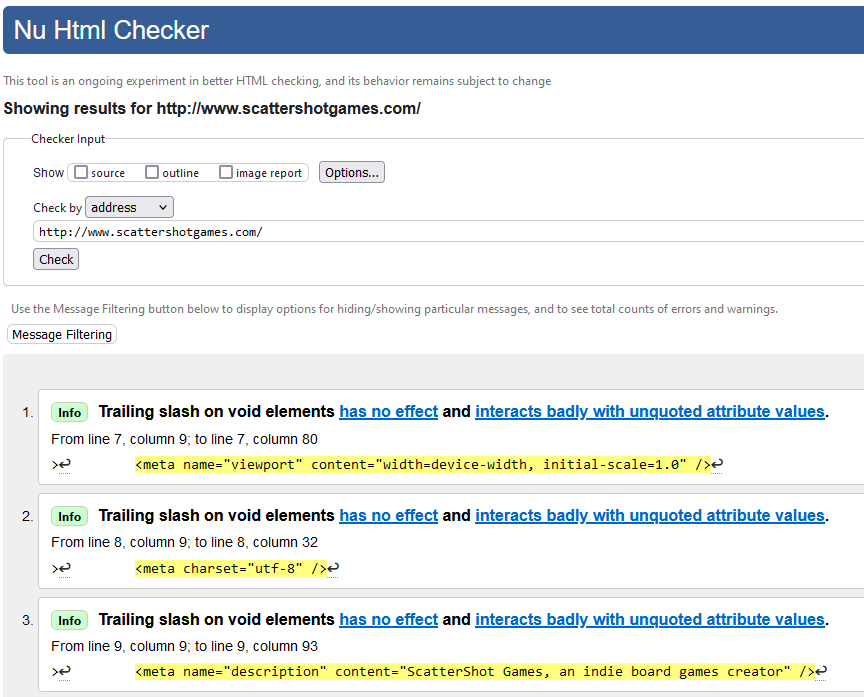 Nu Html Checker
This tool is an ongoing experiment in better HTML checking, and its behavior remains subject to change
Showing results for http://www.scattershotgames.com/
Checker Input
Show source outline image report Options...
Check by address
http://www.scattershotgames.com/
Check
Use the Message Filtering button below to display options for hiding/showing particular messages, and to see total counts of errors and warnings.
Message Filtering
1. Info Trailing slash on void elements has no effect and interacts badly with unquoted attribute values.
From line 7, column 9; to line 7, column 80
>↩ <meta name="viewport" content="width=device-width, initial-scale=1.0" />↩
2. Info Trailing slash on void elements has no effect and interacts badly with unquoted attribute values.
From line 8, column 9; to line 8, column 32
>↩ <meta charset="utf-8" />↩
3. Info Trailing slash on void elements has no effect and interacts badly with unquoted attribute values.
From line 9, column 9; to line 9, column 93
>↩ <meta name="description" content="ScatterShot Games, an indie board games creator" />↩